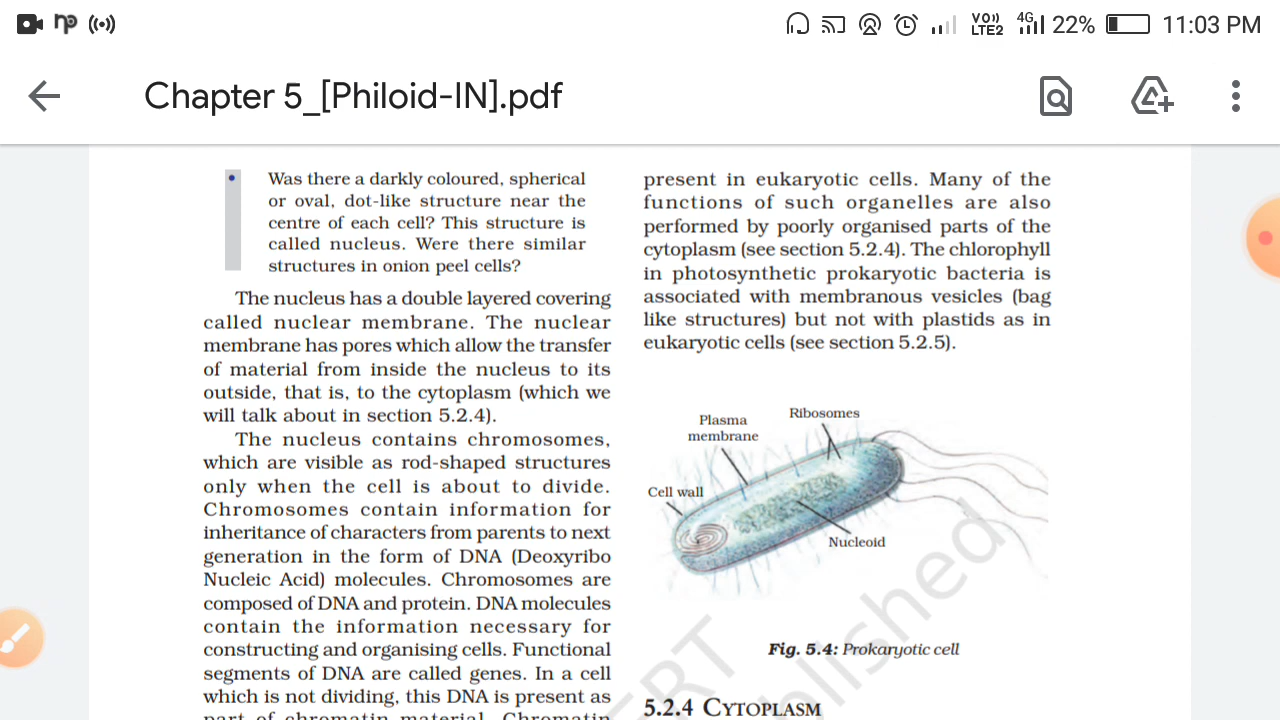 np
VO))
LTE2
4G
22%
11:03 PM
Chapter 5_[Philoid-IN].pdf
• Was there a darkly coloured, spherical
or oval, dot-like structure near the
centre of each cell? This structure is
called nucleus. Were there similar
structures in onion peel cells?
The nucleus has a double layered covering
called nuclear membrane. The nuclear
membrane has pores which allow the transfer
of material from inside the nucleus to its
outside, that is, to the cytoplasm (which we
will talk about in section 5.2.4).
The nucleus contains chromosomes,
which are visible as rod-shaped structures
only when the cell is about to divide.
Chromosomes contain information for
inheritance of characters from parents to next
generation in the form of DNA (Deoxyribo
Nucleic Acid) molecules. Chromosomes are
composed of DNA and protein. DNA molecules
contain the information necessary for
constructing and organising cells. Functional
segments of DNA are called genes. In a cell
which is not dividing, this DNA is present as
part of chromatin material. Chromatin
present in eukaryotic cells. Many of the
functions of such organelles are also
performed by poorly organised parts of the
cytoplasm (see section 5.2.4). The chlorophyll
in photosynthetic prokaryotic bacteria is
associated with membranous vesicles (bag
like structures) but not with plastids as in
eukaryotic cells (see section 5.2.5).
Plasma
membrane
Ribosomes
Cell wall
Nucleoid
Fig. 5.4: Prokaryotic cell
5.2.4 CYTOPLASM